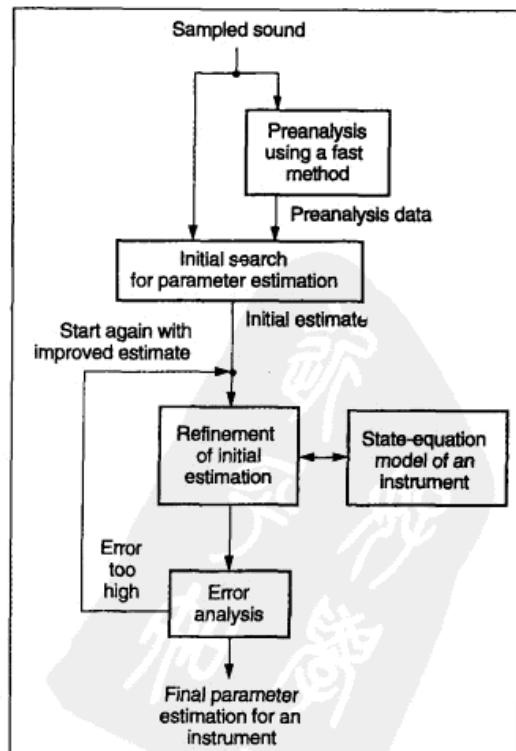 Sampled sound
Preanalysis
using a fast
method
Preanalysis data
Initial search
for parameter estimation
Initial estimate
Start again with
improved estimate
Refinement
of initial
estimation
State-equation
model of an
instrument
Error
too
high
Error
analysis
Final parameter
estimation for an
instrument